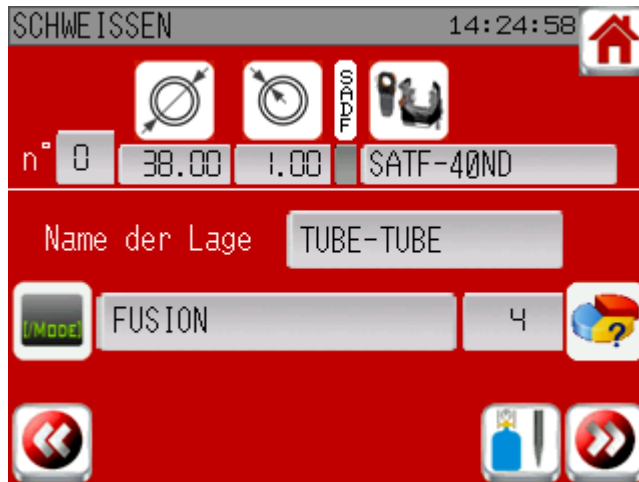 SCHWEISSEN 14:24:58
SADF
n° 0 38.00 1.00 SATF-40ND
Name der Lage TUBE-TUBE
[/MODE] FUSION 4 ?